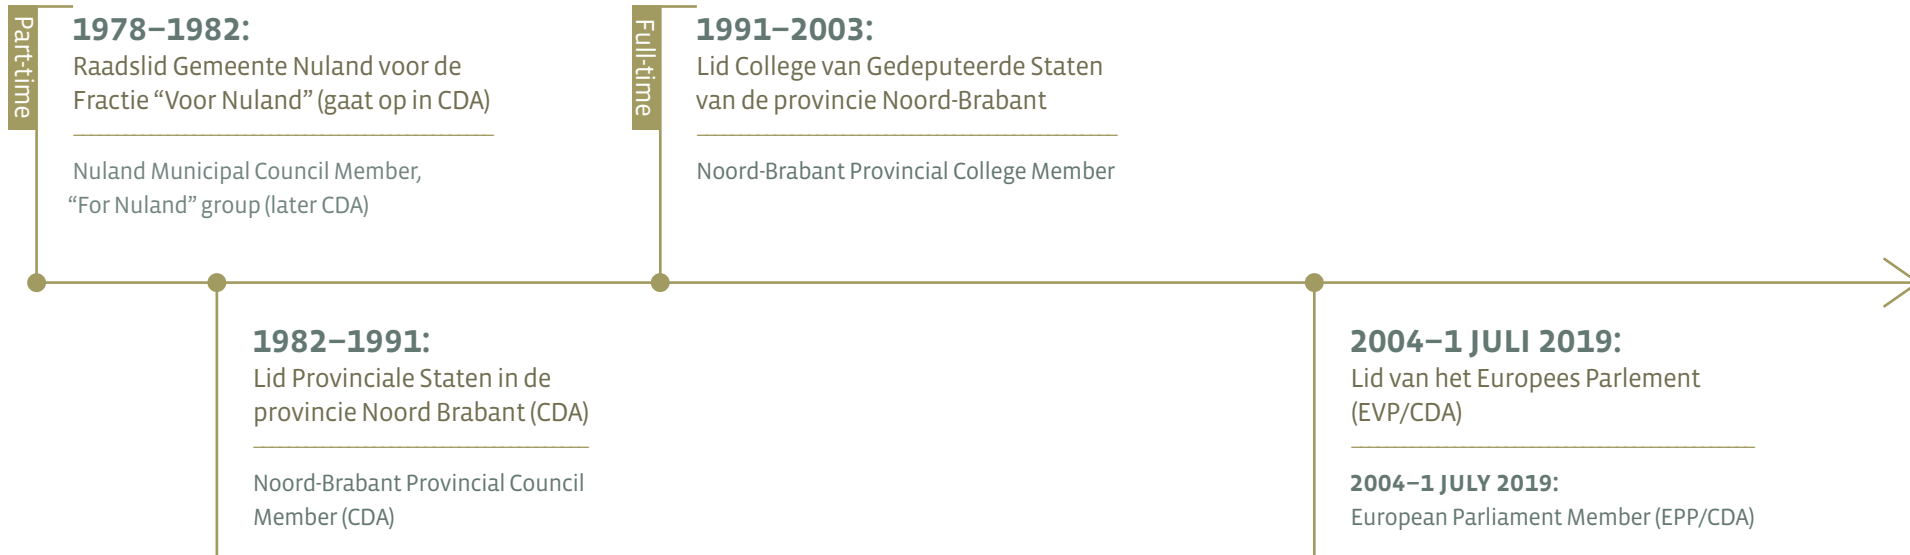 Part-time
1978–1982:
Raadslid Gemeente Nuland voor de
Fractie “Voor Nuland” (gaat op in CDA)
Nuland Municipal Council Member,
“For Nuland” group (later CDA)
Full-time
1991–2003:
Lid College van Gedeputeerde Staten
van de provincie Noord-Brabant
Noord-Brabant Provincial College Member
1982–1991:
Lid Provinciale Staten in de
provincie Noord Brabant (CDA)
Noord-Brabant Provincial Council
Member (CDA)
2004–1 JULI 2019:
Lid van het Europees Parlement
(EVP/CDA)
2004–1 JULY 2019:
European Parliament Member (EPP/CDA)